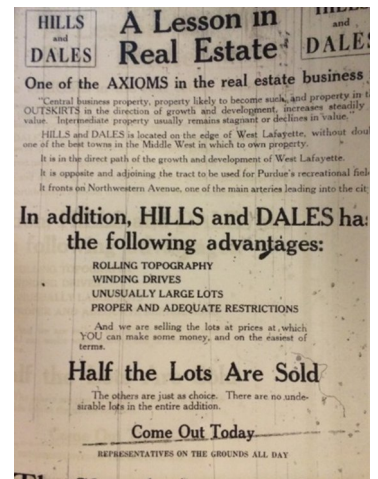 HILLS
and
DALES
A Lesson in
Real Estate
and
DALES
One of the AXIOMS in the real estate business
"Central business property, property likely to become such, and property in t
OUTSKIRTS in the direction of growth and development, increases steadily
value. Intermediate property usually remains stagnant or declines in value."
HILLS and DALES is located on the edge of West Lafayette, without doub
one of the best towns in the Middle West in which to own property.
It is in the direct path of the growth and development of West Lafayette.
It is opposite and adjoining the tract to be used for Purdue's recreational fiel
It fronts on Northwestern Avenue, one of the main arteries leading into the cit
In addition, HILLS and DALES has
the following advantages:
ROLLING TOPOGRAPHY
WINDING DRIVES
UNUSUALLY LARGE LOTS
PROPER AND ADEQUATE RESTRICTIONS
And we are selling the lots at prices at which
YOU can make some money, and on the easiest of
terms.
Half the Lots Are Sold
The others are just as choice. There are no unde-
sirable lots in the entire addition.
Come Out Today
REPRESENTATIVES ON THE GROUNDS ALL DAY